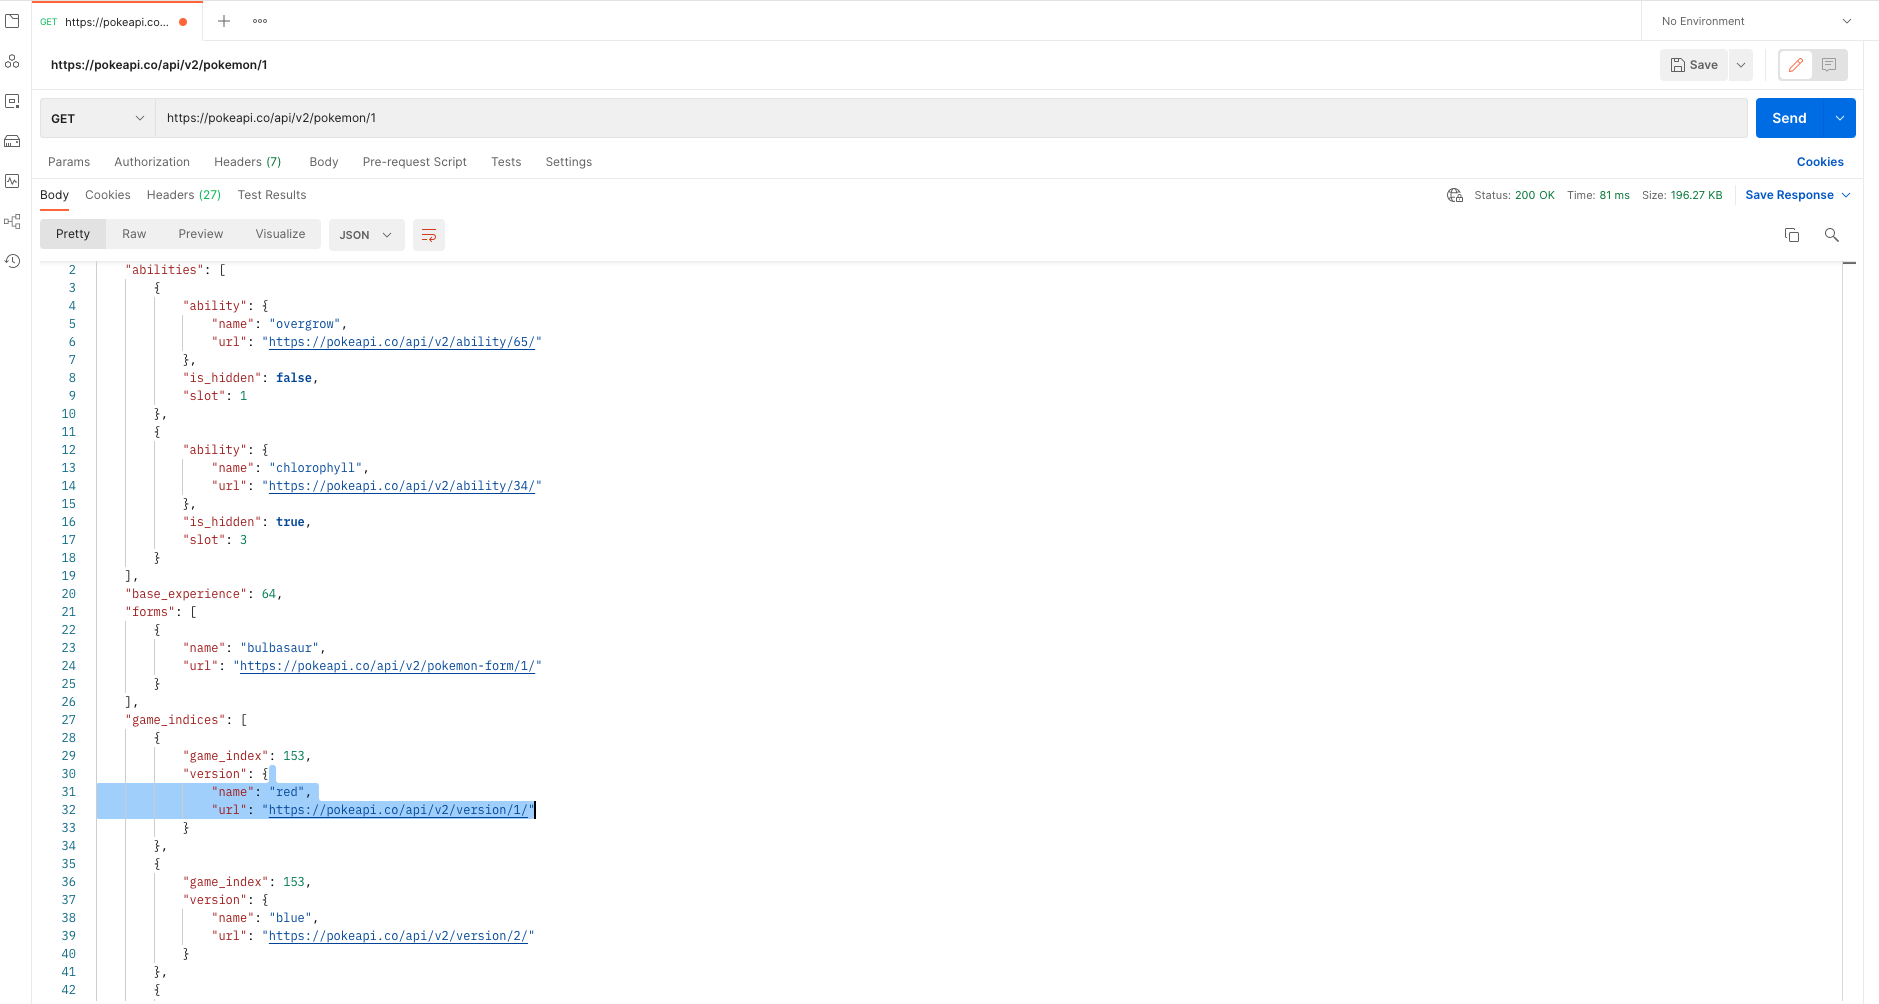 GET https://pokeapi.co... No Environment
https://pokeapi.co/api/v2/pokemon/1 Save
GET https://pokeapi.co/api/v2/pokemon/1 Send
Params Authorization Headers (7) Body Pre-request Script Tests Settings Cookies
Body Cookies Headers (27) Test Results Status: 200 OK Time: 81 ms Size: 196.27 KB Save Response
Pretty Raw Preview Visualize JSON
2 "abilities": [
3 {
4 "ability": {
5 "name": "overgrow",
6 "url": "https://pokeapi.co/api/v2/ability/65/"
7 },
8 "is_hidden": false,
9 "slot": 1
10 },
11 {
12 "ability": {
13 "name": "chlorophyll",
14 "url": "https://pokeapi.co/api/v2/ability/34/"
15 },
16 "is_hidden": true,
17 "slot": 3
18 }
19 ],
20 "base_experience": 64,
21 "forms": [
22 {
23 "name": "bulbasaur",
24 "url": "https://pokeapi.co/api/v2/pokemon-form/1/"
25 }
26 ],
27 "game_indices": [
28 {
29 "game_index": 153,
30 "version": {
31 "name": "red",
32 "url": "https://pokeapi.co/api/v2/version/1/"
33 }
34 },
35 {
36 "game_index": 153,
37 "version": {
38 "name": "blue",
39 "url": "https://pokeapi.co/api/v2/version/2/"
40 }
41 },
42 {